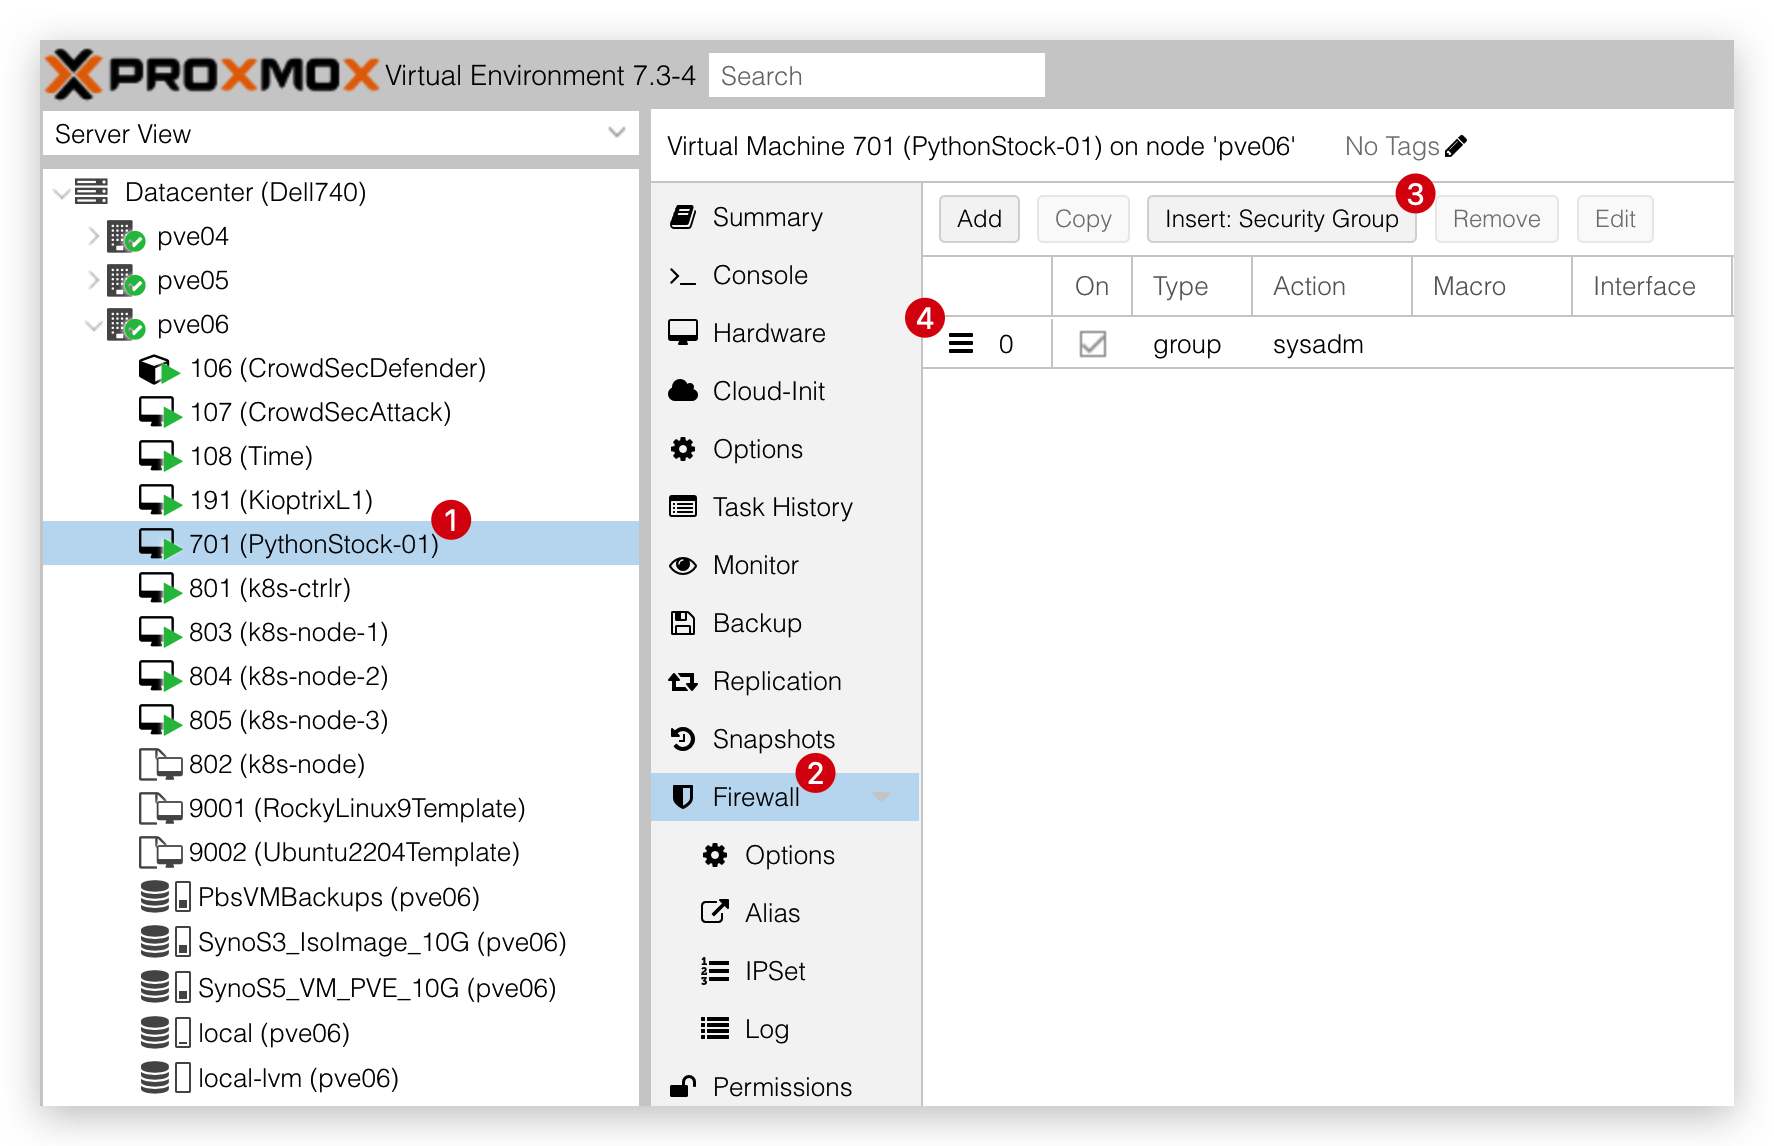 PROXMOX Virtual Environment 7.3-4 Search
Server View
Datacenter (Dell740)
pve04
pve05
pve06
106 (CrowdSecDefender)
107 (CrowdSecAttack)
108 (Time)
191 (KioptrixL1)
1
701 (PythonStock-01)
801 (k8s-ctrlr)
803 (k8s-node-1)
804 (k8s-node-2)
805 (k8s-node-3)
802 (k8s-node)
9001 (RockyLinux9Template)
9002 (Ubuntu2204Template)
PbsVMBackups (pve06)
SynoS3_IsoImage_10G (pve06)
SynoS5_VM_PVE_10G (pve06)
local (pve06)
local-lvm (pve06)
Virtual Machine 701 (PythonStock-01) on node 'pve06' No Tags
Summary
Console
Hardware
Cloud-Init
Options
Task History
Monitor
Backup
Replication
Snapshots
2
Firewall
Options
Alias
IPSet
Log
Permissions
3
Add Copy Insert: Security Group Remove Edit
On Type Action Macro Interface
4
0 group sysadm